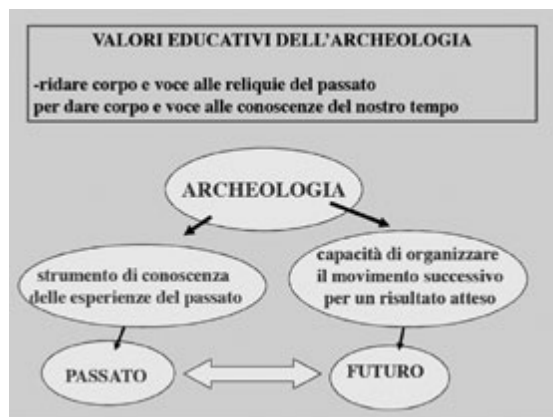 VALORI EDUCATIVI DELL'ARCHEOLOGIA
-ridare corpo e voce alle reliquie del passato
per dare corpo e voce alle conoscenze del nostro tempo
ARCHEOLOGIA
strumento di conoscenza
delle esperienze del passato
capacità di organizzare
il movimento successivo
per un risultato atteso
PASSATO
FUTURO